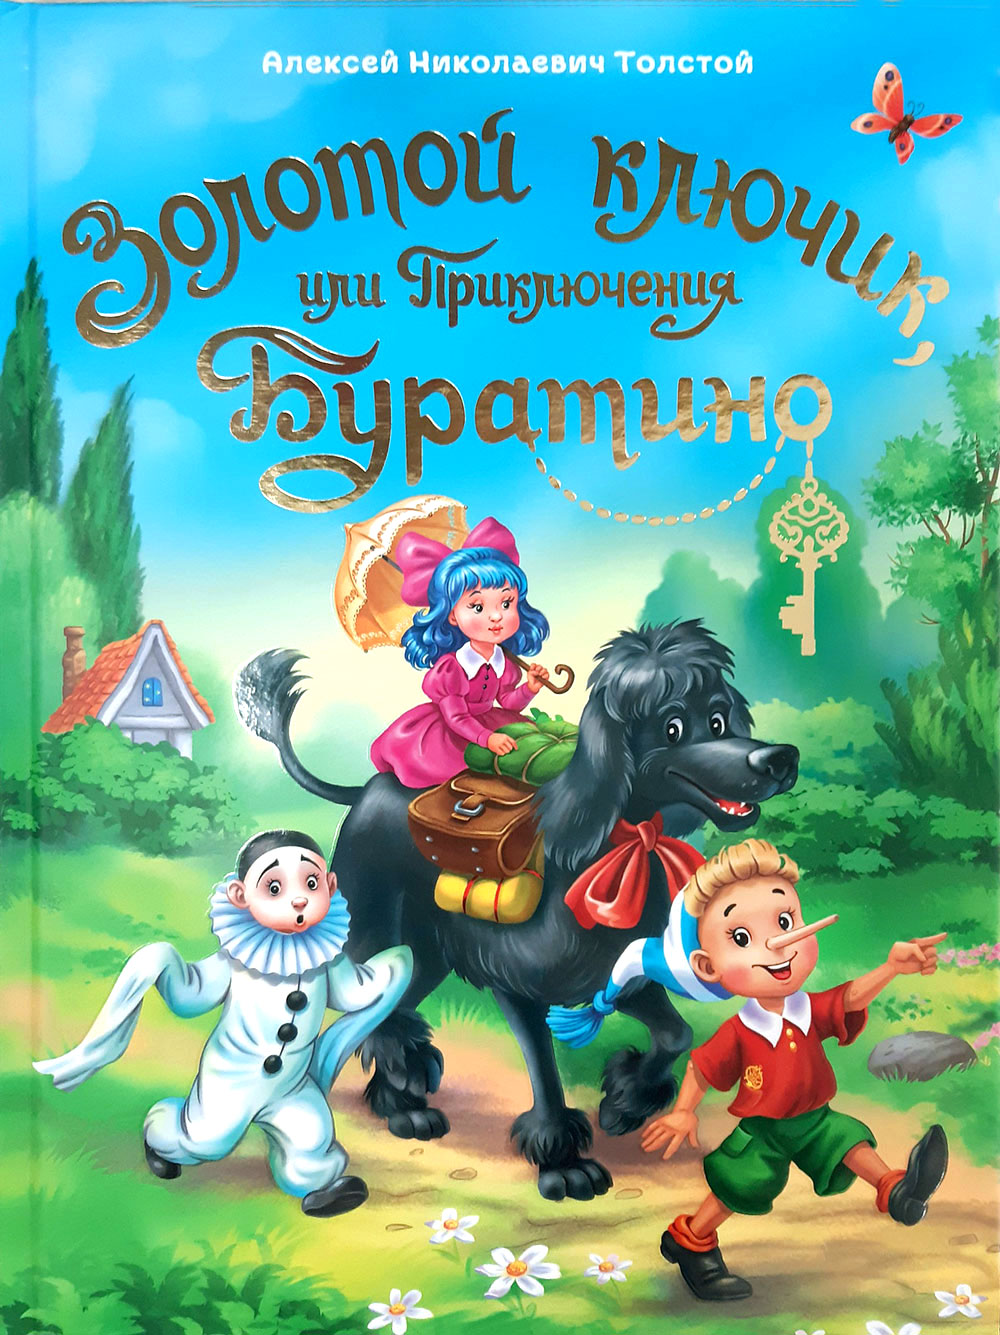 Алексей Николаевич Толстой
Золотой ключик,
или Приключения
Буратино